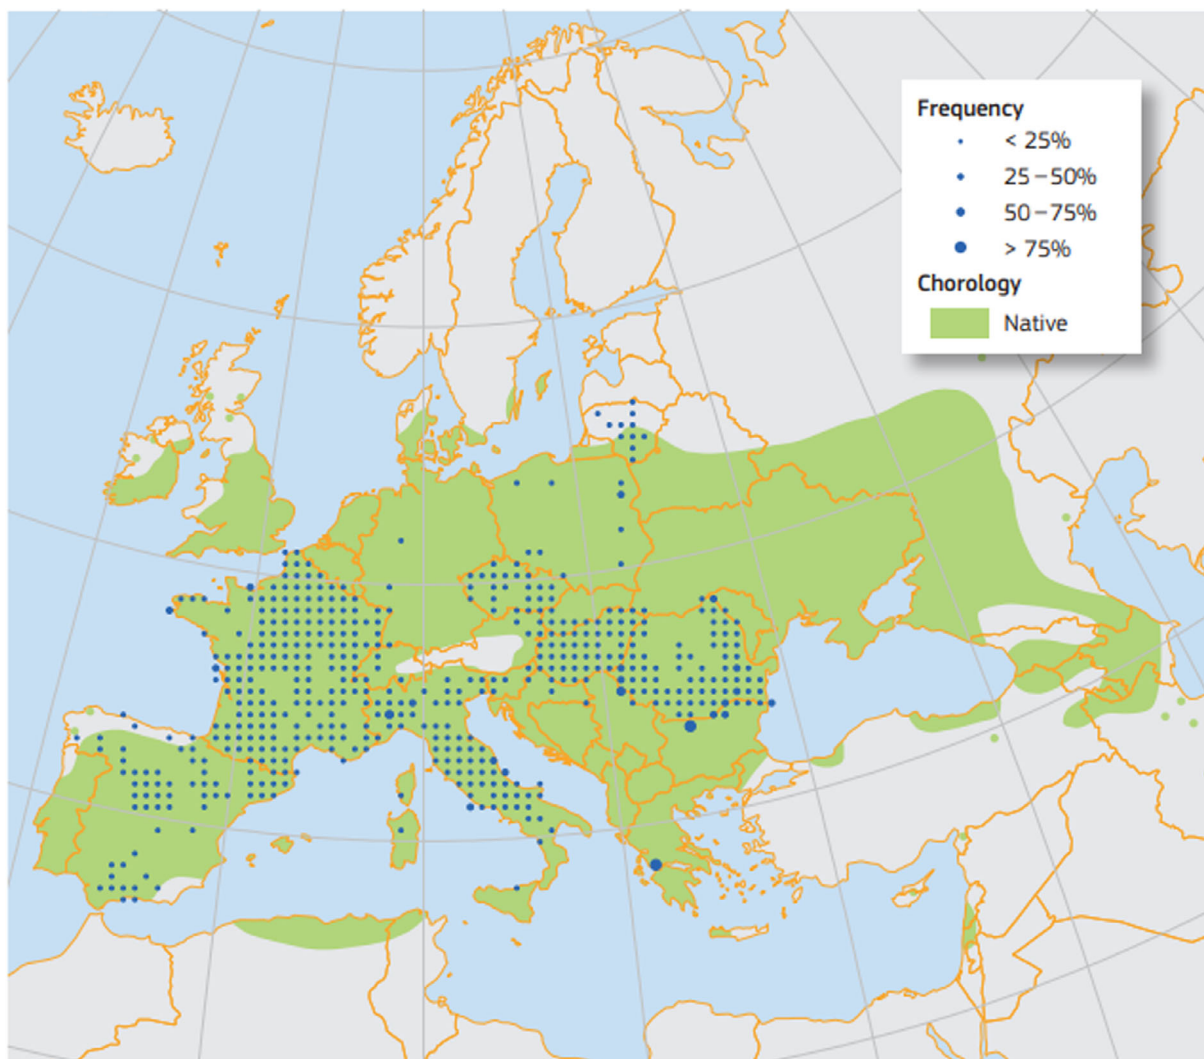 Frequency
< 25%
25 – 50%
50 – 75%
> 75%
Chorology
Native